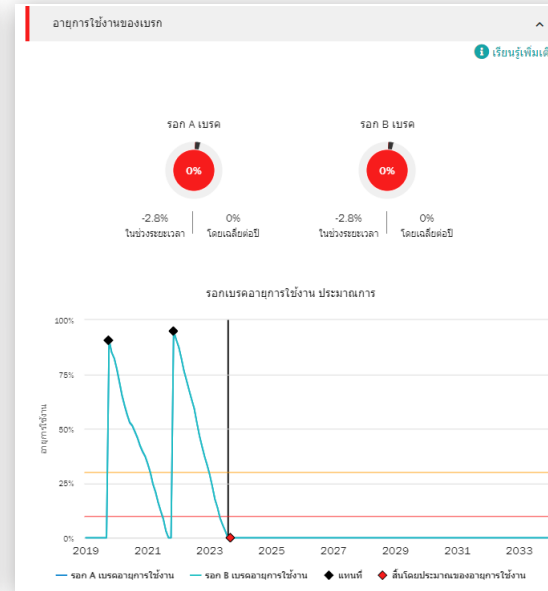 อายุการใช้งานของเบรก
เรียนรู้เพิ่มเติ
รอก A เบรค
รอก B เบรค
0%
0%
-2.8%
0%
-2.8%
0%
ในช่วงระยะเวลา
โดยเฉลี่ยต่อปี
ในช่วงระยะเวลา
โดยเฉลี่ยต่อปี
รอกเบรคอายุการใช้งาน ประมาณการ
100%
75%
50%
25%
0%
อายุการใช้งาน
2019 2021 2023 2025 2027 2029 2031 2033
รอก A เบรคอายุการใช้งาน รอก B เบรคอายุการใช้งาน แทนที่ สิ้นโดยประมาณของอายุการใช้งาน